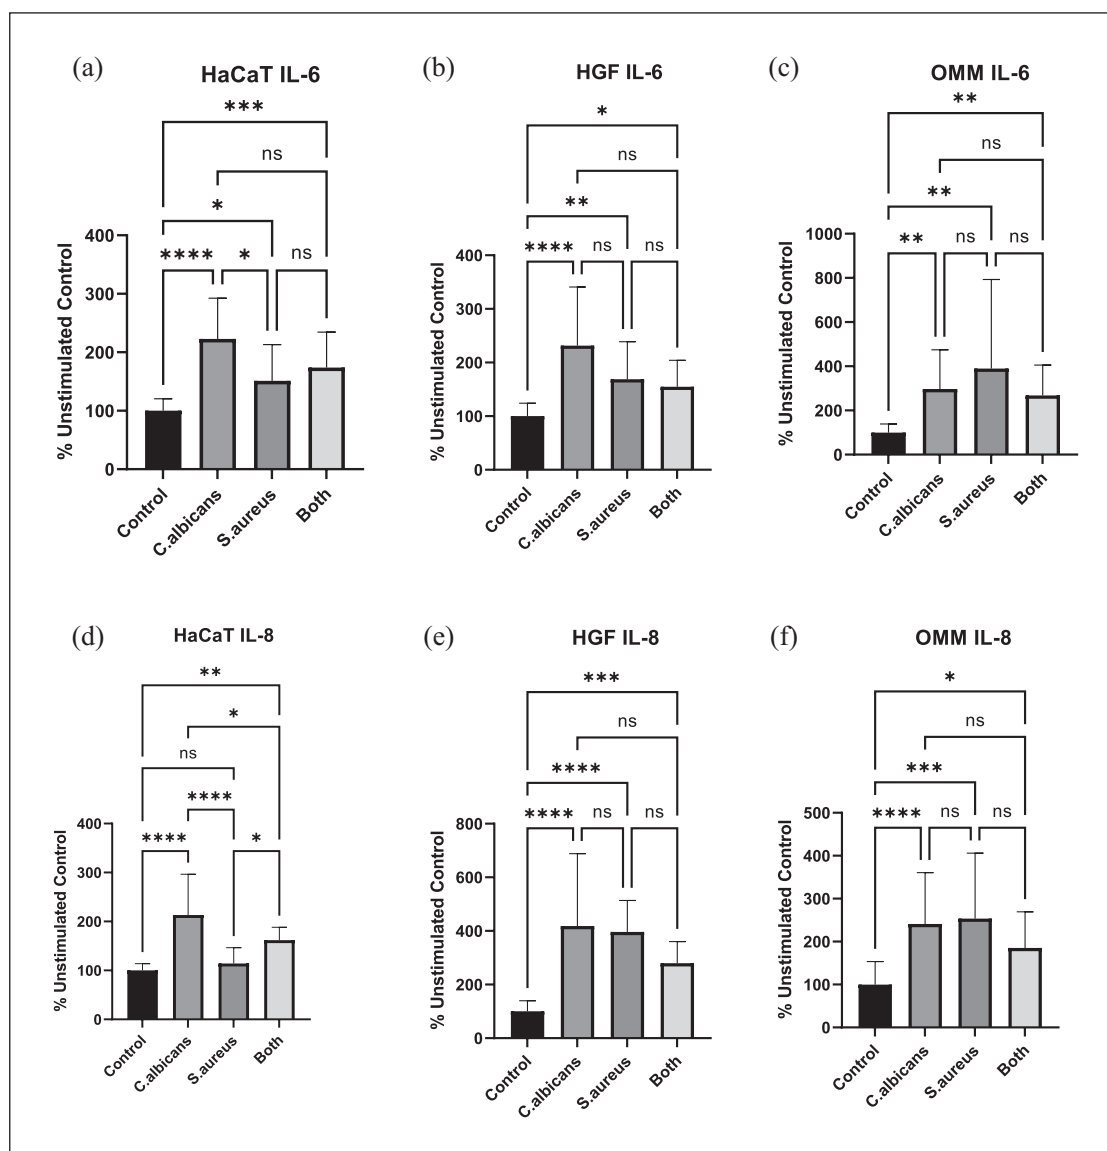 (a)
HaCaT IL-6
***
ns
*
**** * ns
% Unstimulated Control
400
300
200
100
0
Control
C.albicans
S.aureus
Both
(b)
HGF IL-6
*
ns
**
**** ns ns
% Unstimulated Control
400
300
200
100
0
Control
C.albicans
S.aureus
Both
(c)
OMM IL-6
**
ns
**
** ns ns
% Unstimulated Control
1000
800
600
400
200
0
Control
C.albicans
S.aureus
Both
(d)
HaCaT IL-8
**
*
ns
****
**** *
% Unstimulated Control
400
300
200
100
0
Control
C.albicans
S.aureus
Both
(e)
HGF IL-8
***
ns
****
**** ns ns
% Unstimulated Control
800
600
400
200
0
Control
C.albicans
S.aureus
Both
(f)
OMM IL-8
*
ns
***
**** ns ns
% Unstimulated Control
500
400
300
200
100
0
Control
C.albicans
S.aureus
Both